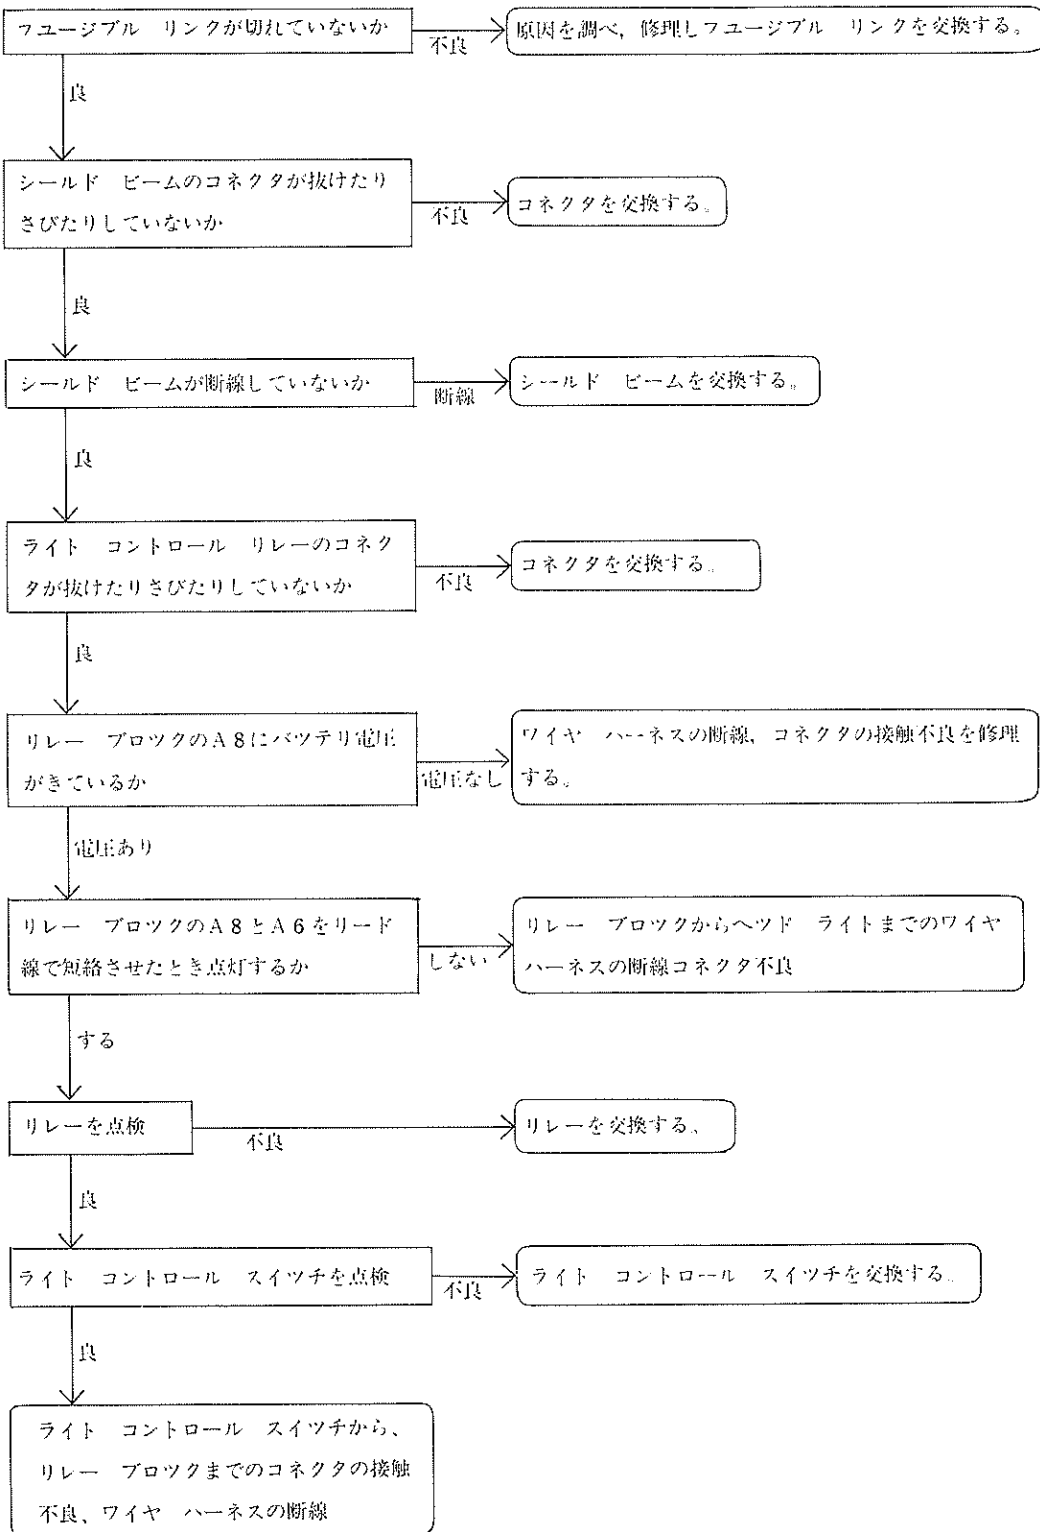 フユージブル　リンクが切れていないか
不良
原因を調べ，修理しフユージブル　リンクを交換する。
良
シールド　ビームのコネクタが抜けたり
さびたりしていないか
不良
コネクタを交換する。
良
シールド　ビームが断線していないか
断線
シールド　ビームを交換する。
良
ライト　コントロール　リレーのコネク
タが抜けたりさびたりしていないか
不良
コネクタを交換する。
良
リレー　ブロツクのA8にバツテリ電圧
がきているか
電圧なし
ワイヤ　ハーネスの断線，コネクタの接触不良を修理
する。
電圧あり
リレー　ブロツクのA8とA6をリード
線で短絡させたとき点灯するか
しない
リレー　ブロツクからヘツド　ライトまでのワイヤ
ハーネスの断線コネクタ不良
する
リレーを点検
不良
リレーを交換する、
良
ライト　コントロール　スイツチを点検
不良
ライト　コントロール　スイツチを交換する。
良
ライト　コントロール　スイツチから、
リレー　ブロツクまでのコネクタの接触
不良、ワイヤ　ハーネスの断線